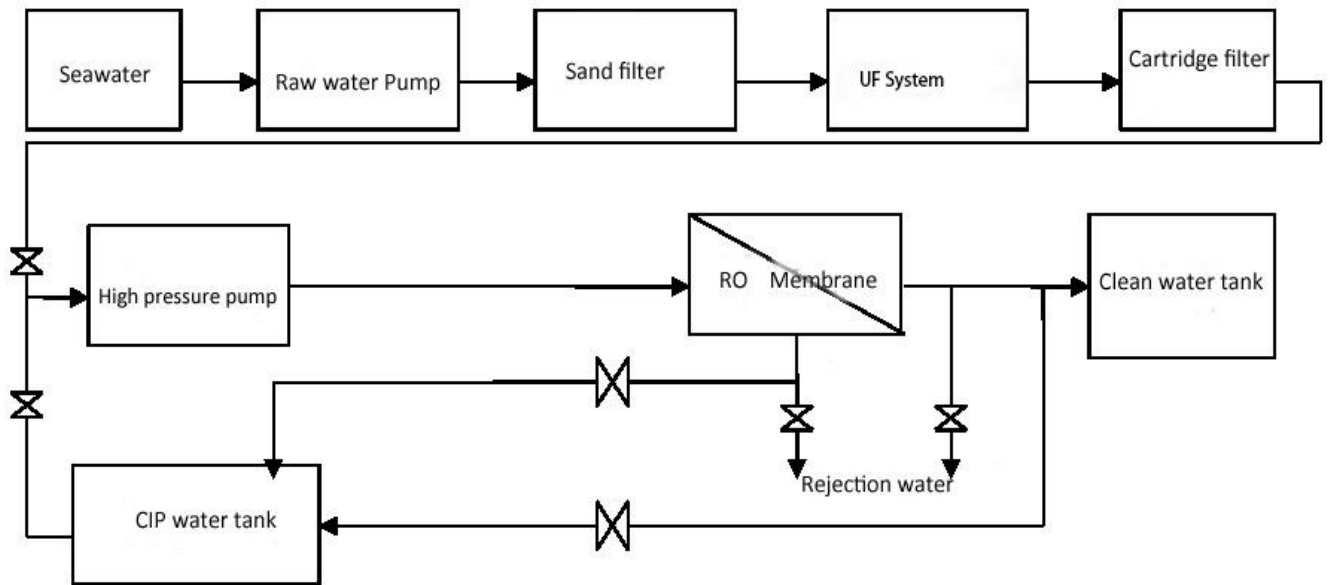 Seawater
Raw water Pump
Sand filter
UF System
Cartridge filter
High pressure pump
RO Membrane
Clean water tank
Rejection water
CIP water tank